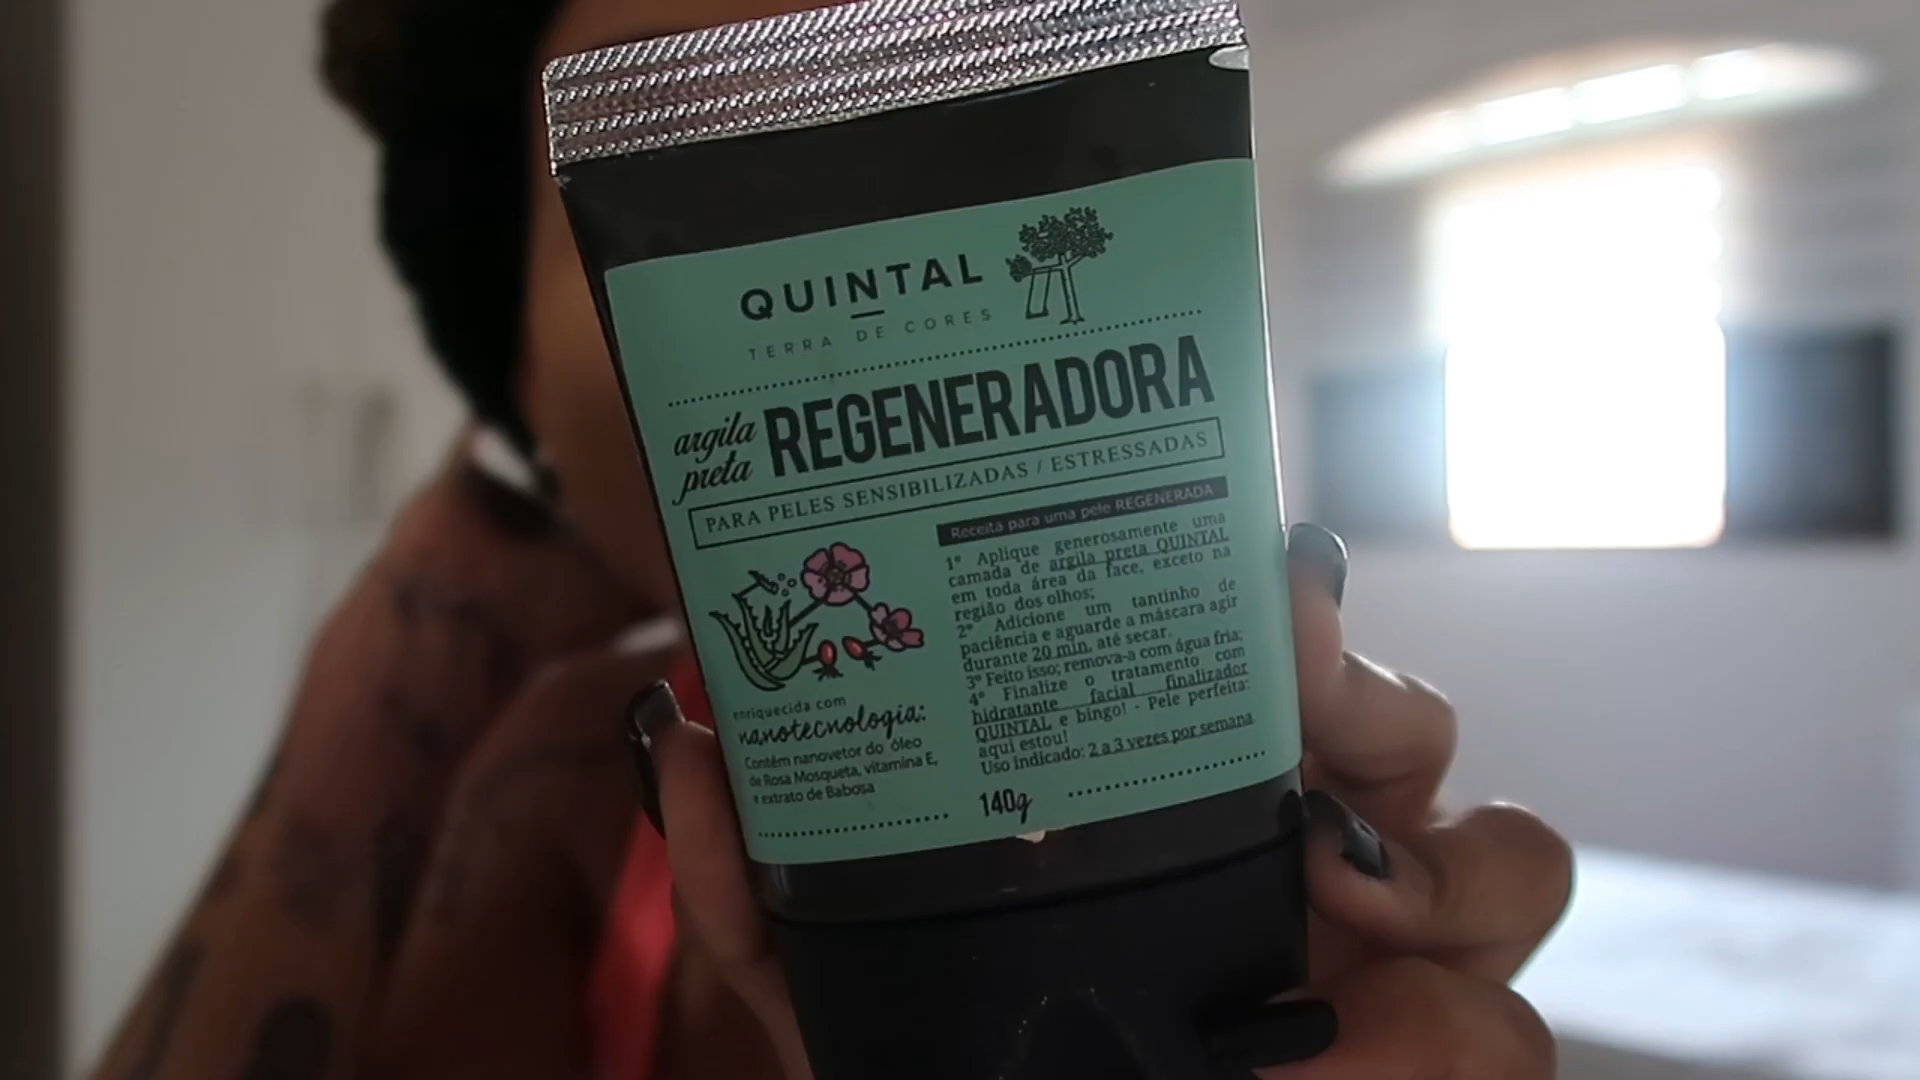 QUINTAL
TERRA DE CORES
argila
preta
REGENERADORA
PARA PELES SENSIBILIZADAS / ESTRESSADAS
Receita para uma pele REGENERADA
1º Aplique generosamente uma
camada de argila preta QUINTAL
em toda área da face, exceto na
região dos olhos;
2º Adicione um tantinho de
paciência e aguarde a máscara agir
durante 20 min, até secar.
3º Feito isso; remova-a com água fria;
4º Finalize o tratamento com
hidratante facial finalizador
QUINTAL e bingo! - Pele perfeita:
aqui estou!
Uso indicado: 2 a 3 vezes por semana.
enriquecida com
nanotecnologia:
Contém nanovetor do óleo
de Rosa Mosqueta, vitamina E,
e extrato de Babosa
140g